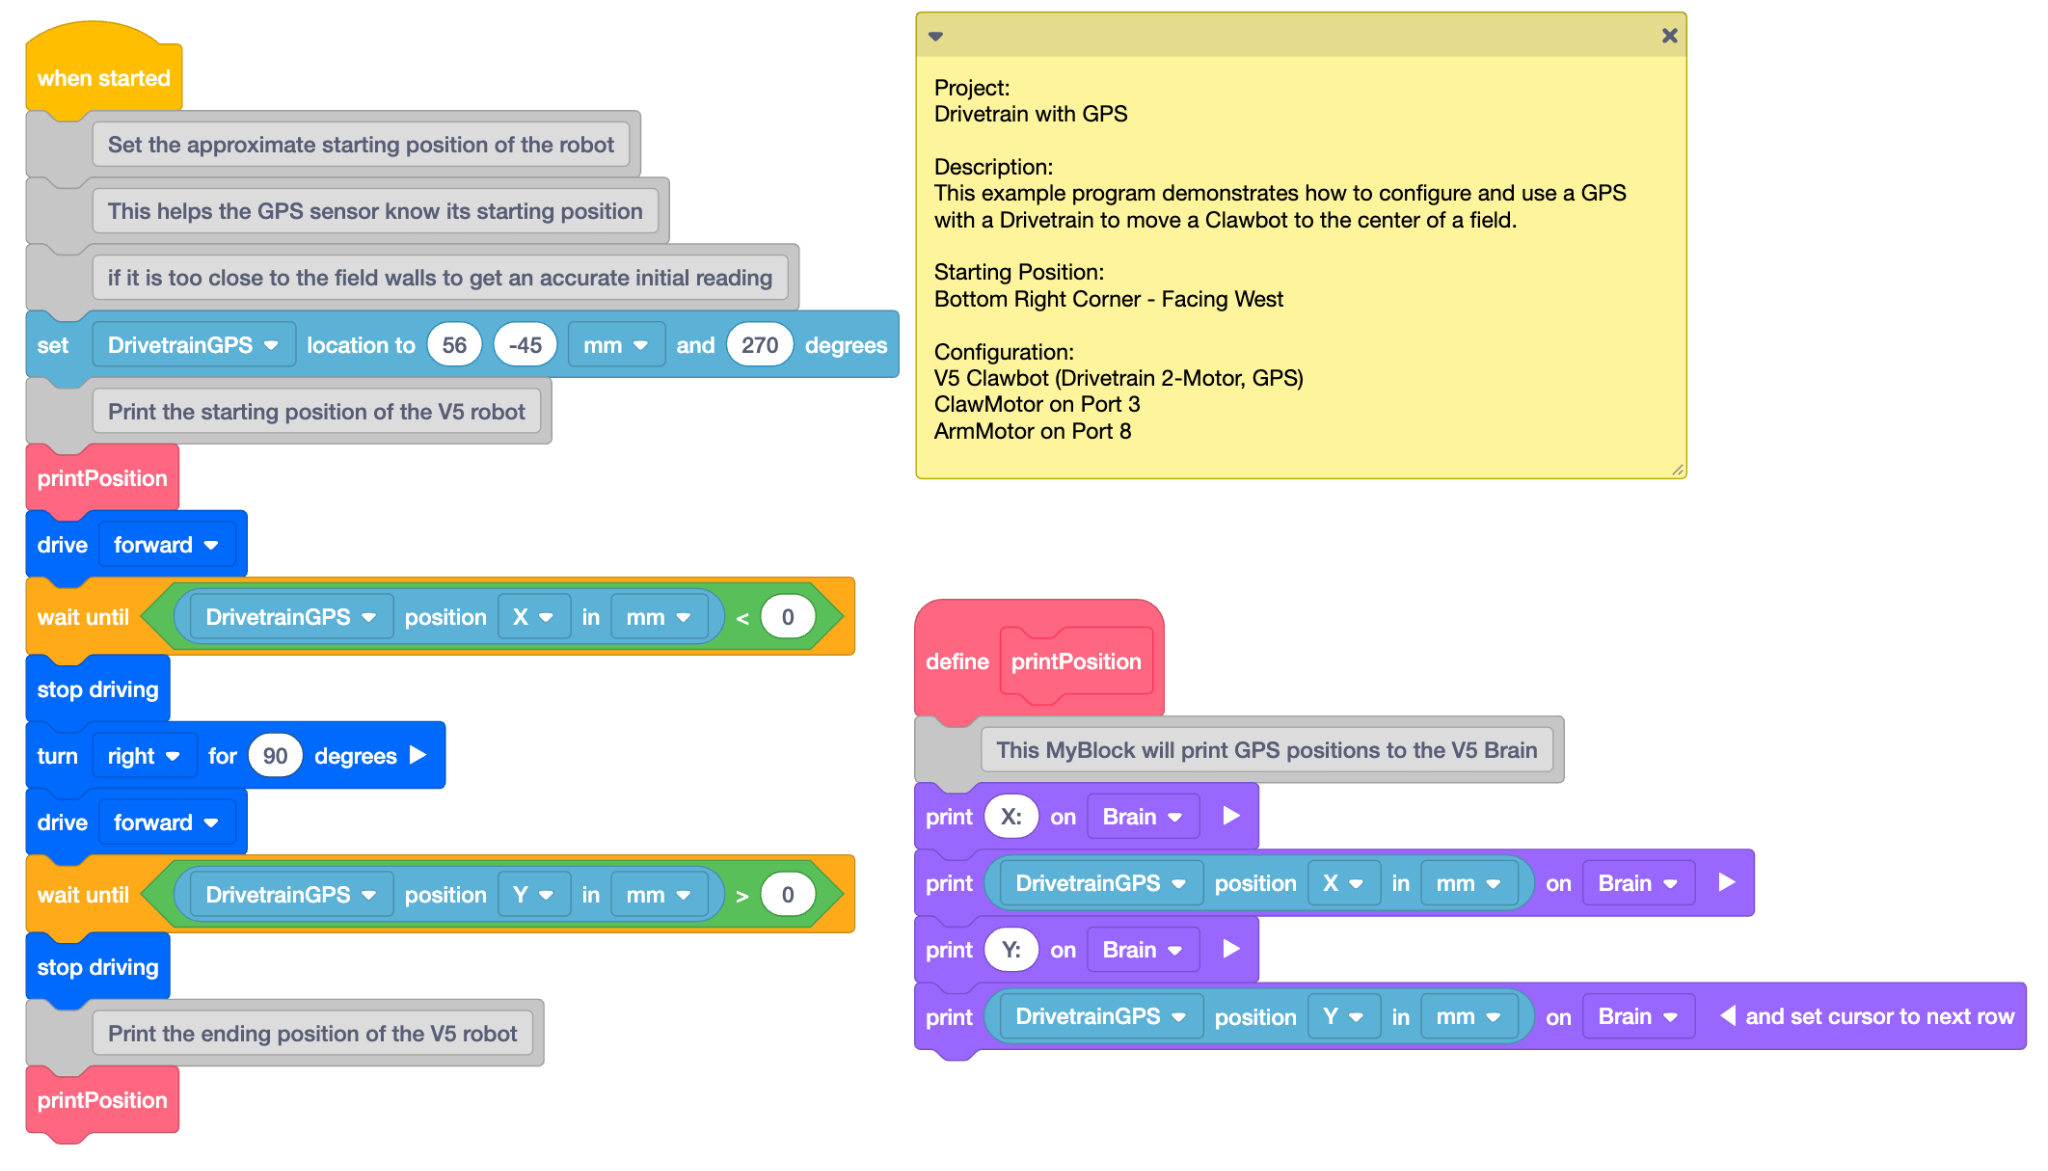 when started
Set the approximate starting position of the robot
This helps the GPS sensor know its starting position
if it is too close to the field walls to get an accurate initial reading
set DrivetrainGPS location to 56 -45 mm and 270 degrees
Print the starting position of the V5 robot
printPosition
drive forward
wait until DrivetrainGPS position X in mm < 0
stop driving
turn right for 90 degrees
drive forward
wait until DrivetrainGPS position Y in mm > 0
stop driving
Print the ending position of the V5 robot
printPosition
Project:
Drivetrain with GPS
Description:
This example program demonstrates how to configure and use a GPS
with a Drivetrain to move a Clawbot to the center of a field.
Starting Position:
Bottom Right Corner - Facing West
Configuration:
V5 Clawbot (Drivetrain 2-Motor, GPS)
ClawMotor on Port 3
ArmMotor on Port 8
define printPosition
This MyBlock will print GPS positions to the V5 Brain
print X: on Brain
print DrivetrainGPS position X in mm on Brain
print Y: on Brain
print DrivetrainGPS position Y in mm on Brain and set cursor to next row